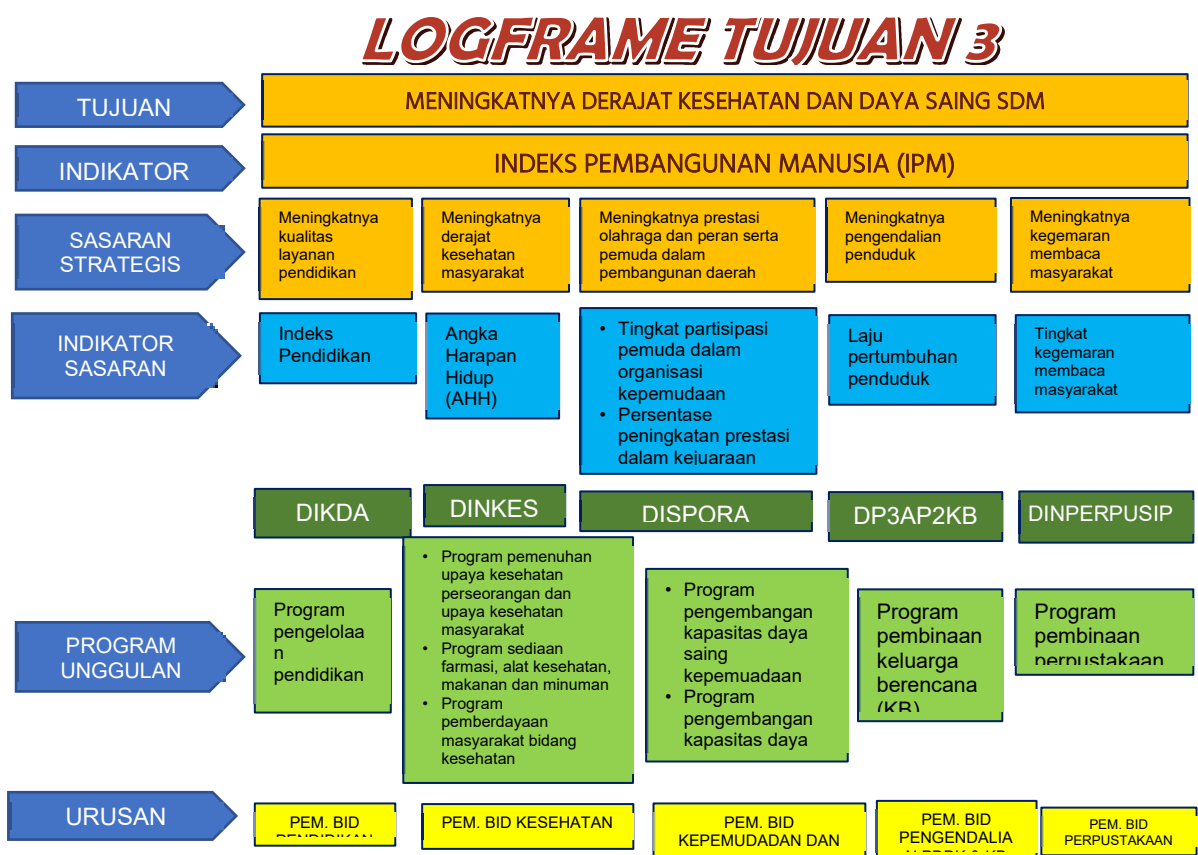 LOGFRAME TUJUAN 3
TUJUAN
MENINGKATNYA DERAJAT KESEHATAN DAN DAYA SAING SDM
INDIKATOR
INDEKS PEMBANGUNAN MANUSIA (IPM)
SASARAN
STRATEGIS
Meningkatnya
kualitas
layanan
pendidikan
Meningkatnya
derajat
kesehatan
masyarakat
Meningkatnya prestasi
olahraga dan peran serta
pemuda dalam
pembangunan daerah
Meningkatnya
pengendalian
penduduk
Meningkatnya
kegemaran
membaca
masyarakat
INDIKATOR
SASARAN
Indeks
Pendidikan
Angka
Harapan
Hidup
(AHH)
• Tingkat partisipasi
pemuda dalam
organisasi
kepemudaan
• Persentase
peningkatan prestasi
dalam kejuaraan
Laju
pertumbuhan
penduduk
Tingkat
kegemaran
membaca
masyarakat
DIKDA
DINKES
DISPORA
DP3AP2KB
DINPERPUSIP
PROGRAM
UNGGULAN
Program
pengelolaa
n
pendidikan
• Program pemenuhan
upaya kesehatan
perseorangan dan
upaya kesehatan
masyarakat
• Program sediaan
farmasi, alat kesehatan,
makanan dan minuman
• Program
pemberdayaan
masyarakat bidang
kesehatan
• Program
pengembangan
kapasitas daya
saing
kepemuadaan
• Program
pengembangan
kapasitas daya
Program
pembinaan
keluarga
berencana
(KB)
Program
pembinaan
perpustakaan
URUSAN
PEM. BID
PENDIDIKAN
PEM. BID KESEHATAN
PEM. BID
KEPEMUDADAN DAN
PEM. BID
PENGENDALIA
PEM. BID
PERPUSTAKAAN